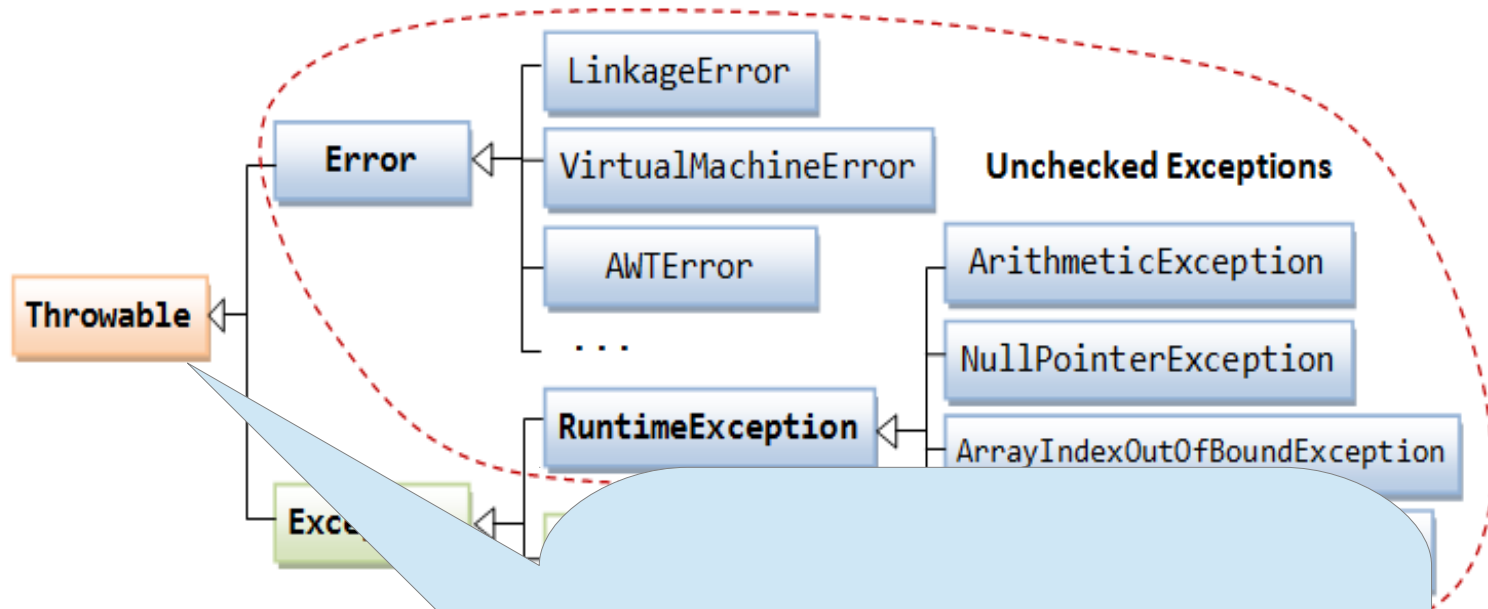 LinkageError
Error
VirtualMachineError
Unchecked Exceptions
AWTError
ArithmeticException
Throwable
...
NullPointerException
RuntimeException
ArrayIndexOutOfBoundException